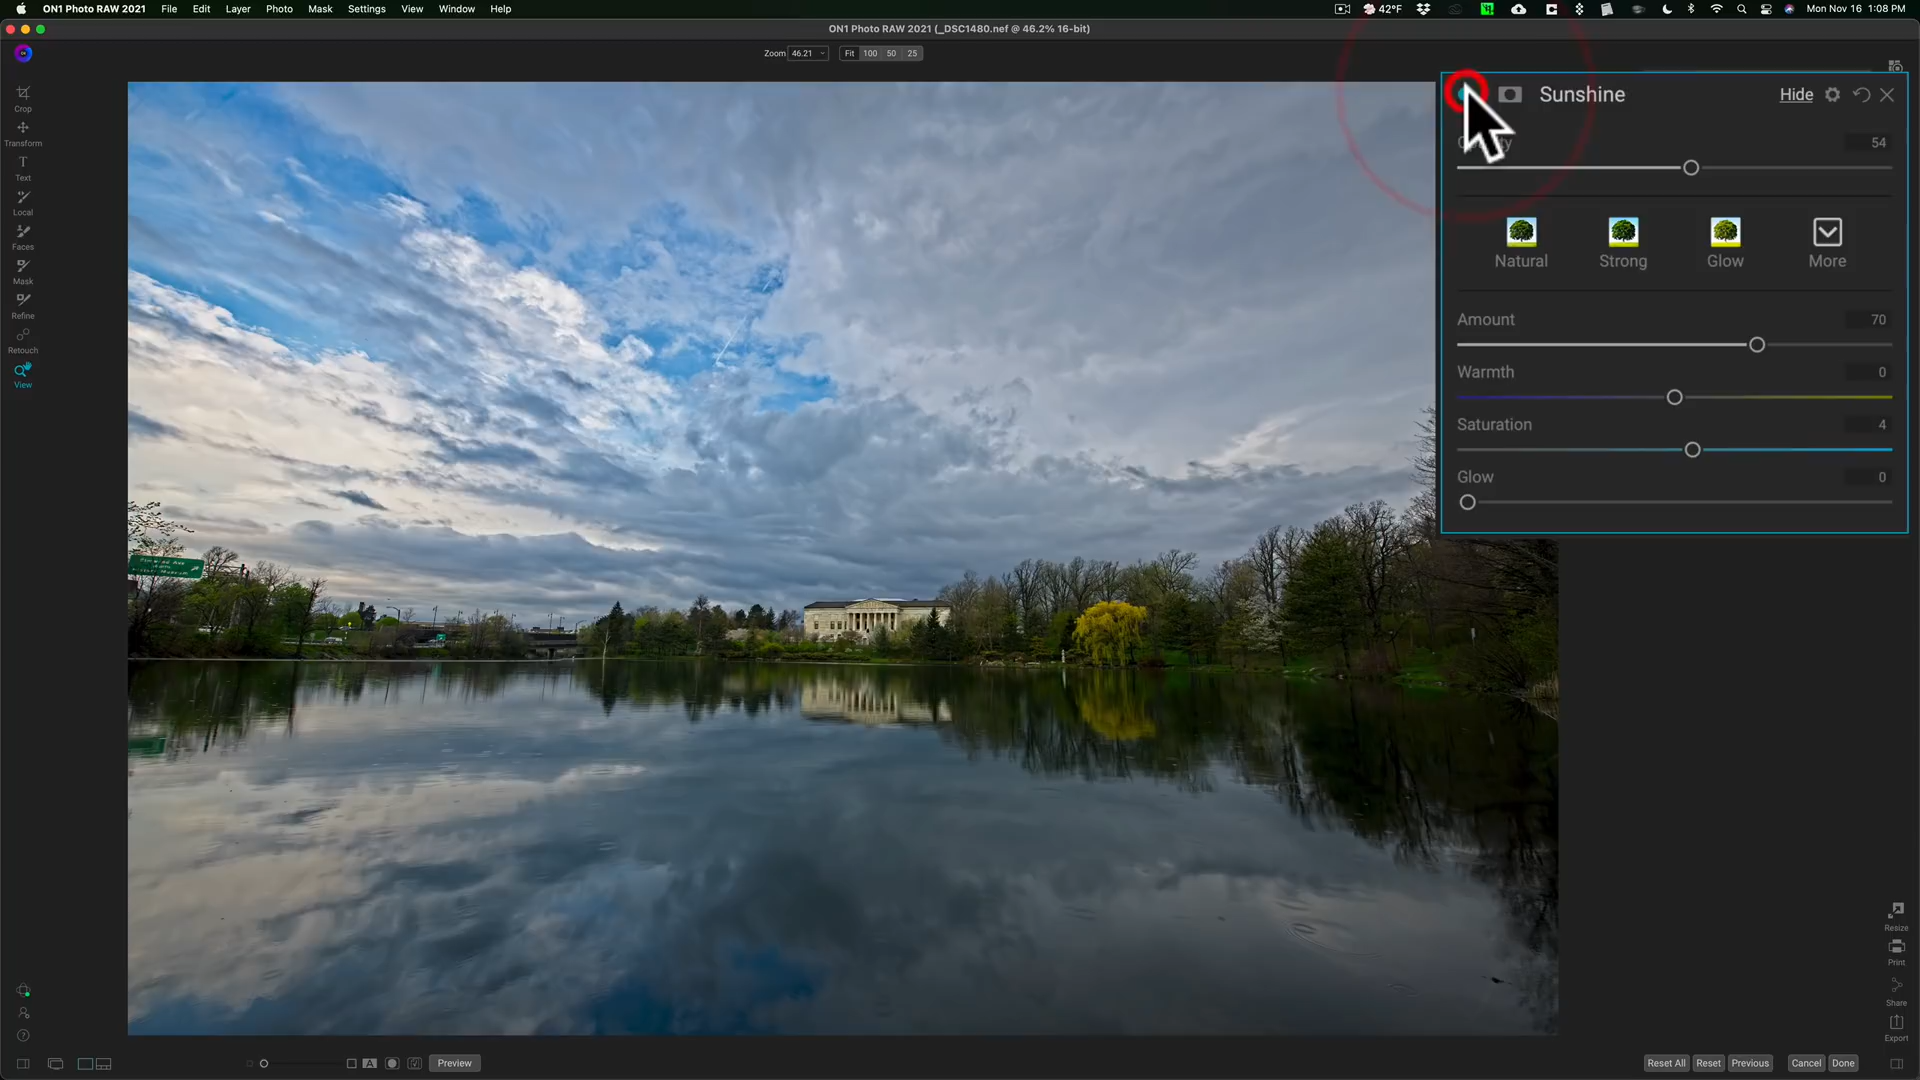 ON1 Photo RAW 2021 File Edit Layer Photo Mask Settings View Window Help 42°F Mon Nov 16 1:08 PM
ON1 Photo RAW 2021 (_DSC1480.nef @ 46.2% 16-bit)
Zoom 46.21 Fit 100 50 25
Crop
Transform
Text
Local
Faces
Mask
Refine
Retouch
View
Sunshine Hide
54
Natural Strong Glow More
Amount 70
Warmth 0
Saturation 4
Glow 0
Resize
Print
Share
Export
A Preview Reset All Reset Previous Cancel Done